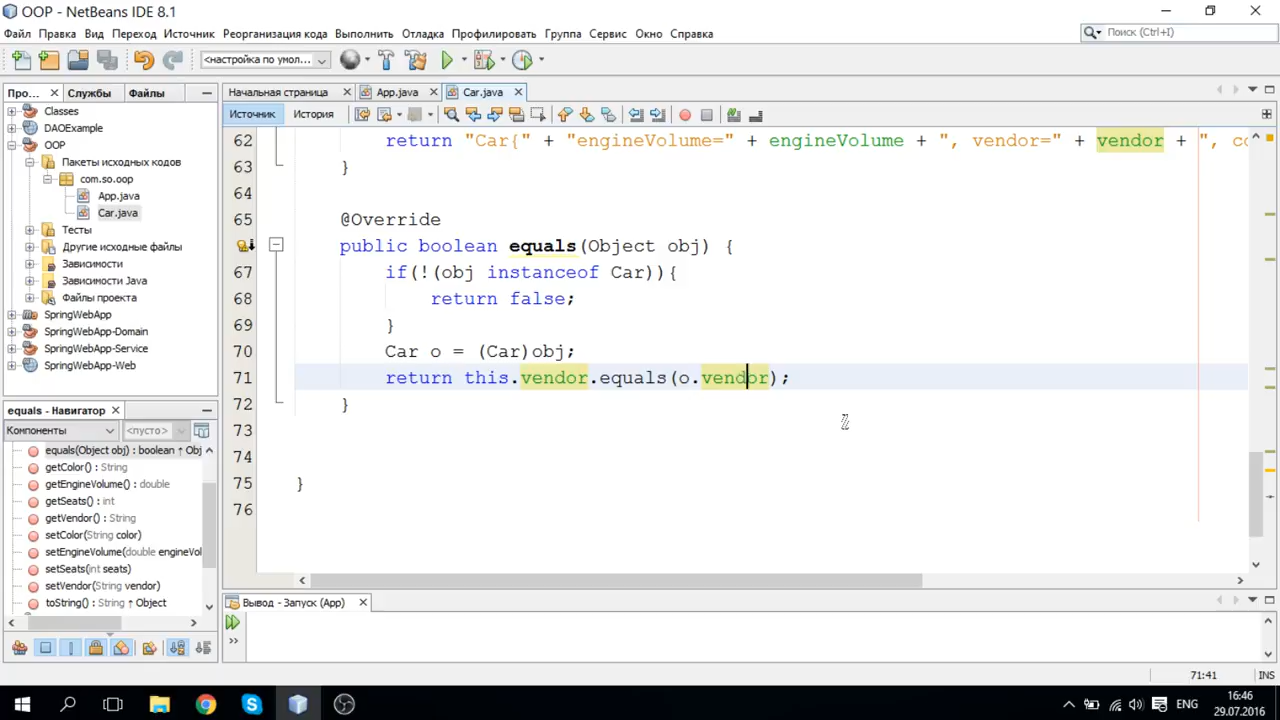 OOP - NetBeans IDE 8.1
Файл Правка Вид Переход Источник Реорганизация кода Выполнить Отладка Профилировать Группа Сервис Окно Справка
Поиск (Ctrl+I)
<настройка по умол...
Про... Службы Файлы
Начальная страница App.java Car.java
Источник История
Classes
DAOExample
OOP
Пакеты исходных кодов
com.so.oop
App.java
Car.java
Тесты
Другие исходные файлы
Зависимости
Зависимости Java
Файлы проекта
SpringWebApp
SpringWebApp-Domain
SpringWebApp-Service
SpringWebApp-Web
62 return "Car{" + "engineVolume=" + engineVolume + ", vendor=" + vendor + ", co
63 }
64
65 @Override
public boolean equals(Object obj) {
67 if(!(obj instanceof Car)){
68 return false;
69 }
70 Car o = (Car)obj;
71 return this.vendor.equals(o.vendor);
72 }
73
74
75 }
76
equals - Навигатор
Компоненты <пусто>
equals(Object obj) : boolean ↑ Obj
getColor() : String
getEngineVolume() : double
getSeats() : int
getVendor() : String
setColor(String color)
setEngineVolume(double engineVol
setSeats(int seats)
setVendor(String vendor)
toString() : String ↑ Object
Вывод - Запуск (App)
71:41 INS
ENG
16:46
29.07.2016